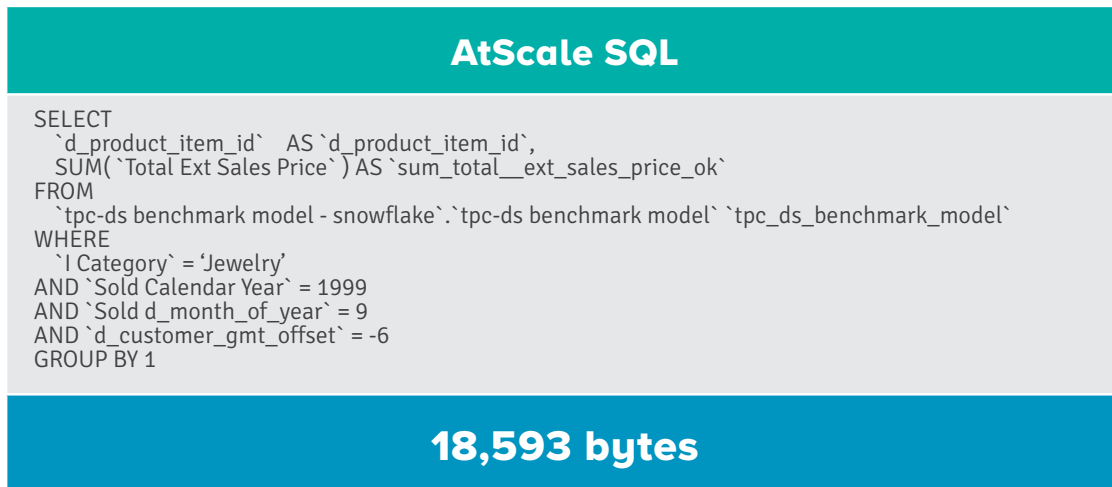 AtScale SQL
SELECT
`d_product_item_id` AS `d_product_item_id`,
SUM( `Total Ext Sales Price` ) AS `sum_total__ext_sales_price_ok`
FROM
`tpc-ds benchmark model - snowflake`.`tpc-ds benchmark model` `tpc_ds_benchmark_model`
WHERE
`I Category` = ‘Jewelry’
AND `Sold Calendar Year` = 1999
AND `Sold d_month_of_year` = 9
AND `d_customer_gmt_offset` = -6
GROUP BY 1
18,593 bytes